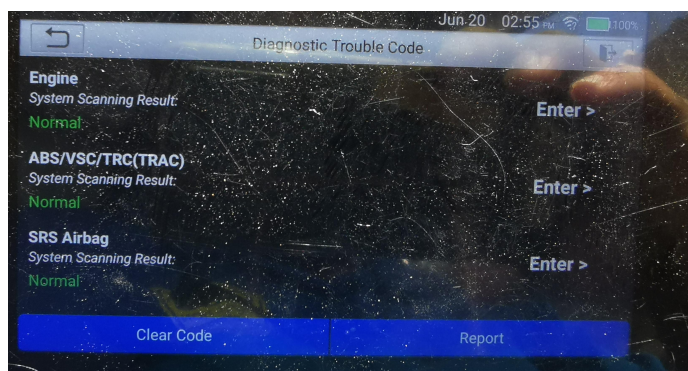 Jun 20 02:55 PM 100%
Diagnostic Trouble Code
Engine
System Scanning Result:
Normal
Enter >
ABS/VSC/TRC(TRAC)
System Scanning Result:
Normal
Enter >
SRS Airbag
System Scanning Result:
Normal
Enter >
Clear Code
Report